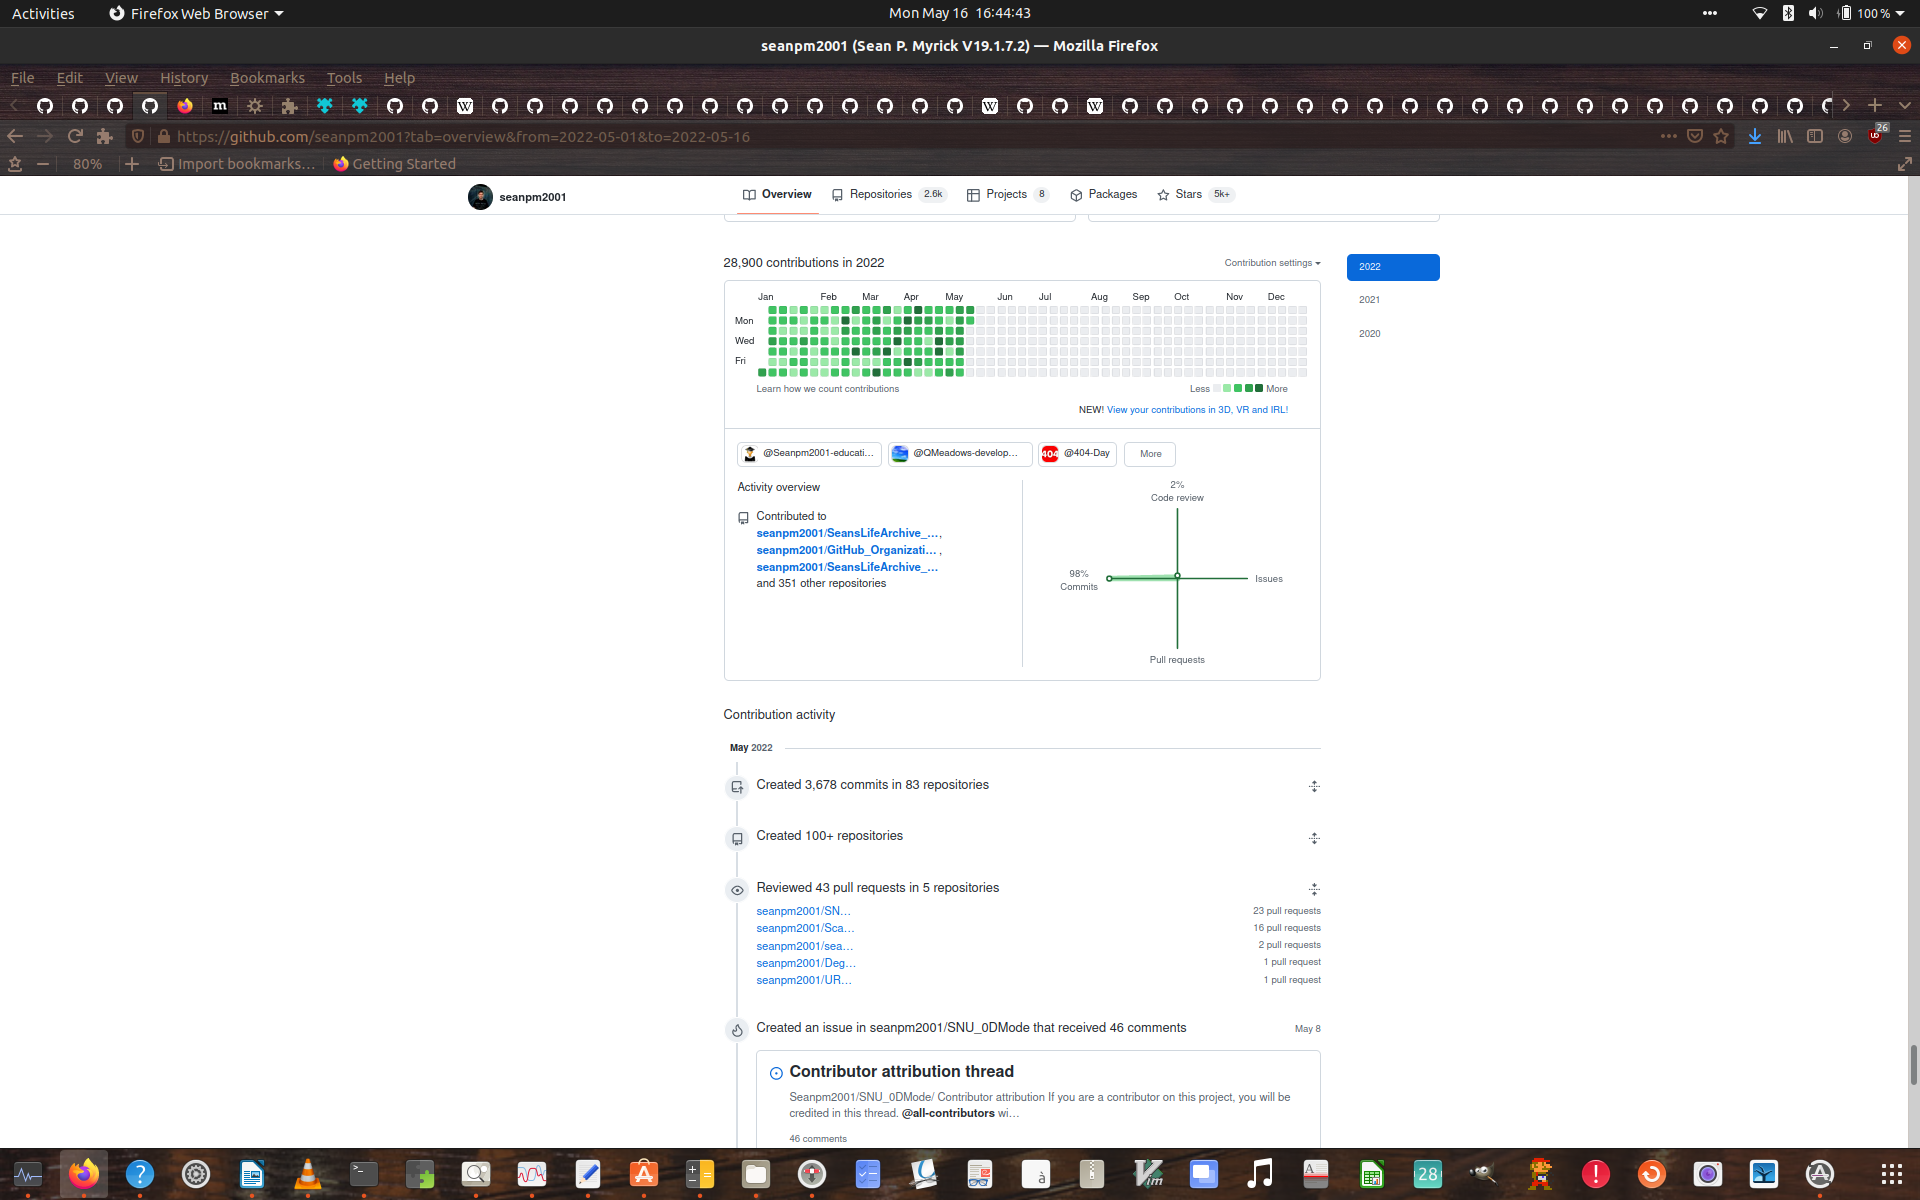 Activities
Firefox Web Browser
Mon May 16 16:44:43
100 %
seanpm2001 (Sean P. Myrick V19.1.7.2) — Mozilla Firefox
File Edit View History Bookmarks Tools Help
https://github.com/seanpm2001?tab=overview&from=2022-05-01&to=2022-05-16
26
80%
Import bookmarks...
Getting Started
seanpm2001
Overview
Repositories 2.6k
Projects 8
Packages
Stars 5k+
28,900 contributions in 2022
Contribution settings
2022
2021
2020
Jan Feb Mar Apr May Jun Jul Aug Sep Oct Nov Dec
Mon
Wed
Fri
Learn how we count contributions
Less More
NEW! View your contributions in 3D, VR and IRL!
@Seanpm2001-educati...
@QMeadows-develop...
404 @404-Day
More
Activity overview
Contributed to
seanpm2001/SeansLifeArchive_...,
seanpm2001/GitHub_Organizati... ,
seanpm2001/SeansLifeArchive_...
and 351 other repositories
2%
Code review
98%
Commits
Issues
Pull requests
Contribution activity
May 2022
Created 3,678 commits in 83 repositories
Created 100+ repositories
Reviewed 43 pull requests in 5 repositories
seanpm2001/SN... 23 pull requests
seanpm2001/Sca... 16 pull requests
seanpm2001/sea... 2 pull requests
seanpm2001/Deg... 1 pull request
seanpm2001/UR... 1 pull request
Created an issue in seanpm2001/SNU_0DMode that received 46 comments
May 8
Contributor attribution thread
Seanpm2001/SNU_0DMode/ Contributor attribution If you are a contributor on this project, you will be
credited in this thread. @all-contributors wi...
46 comments
28